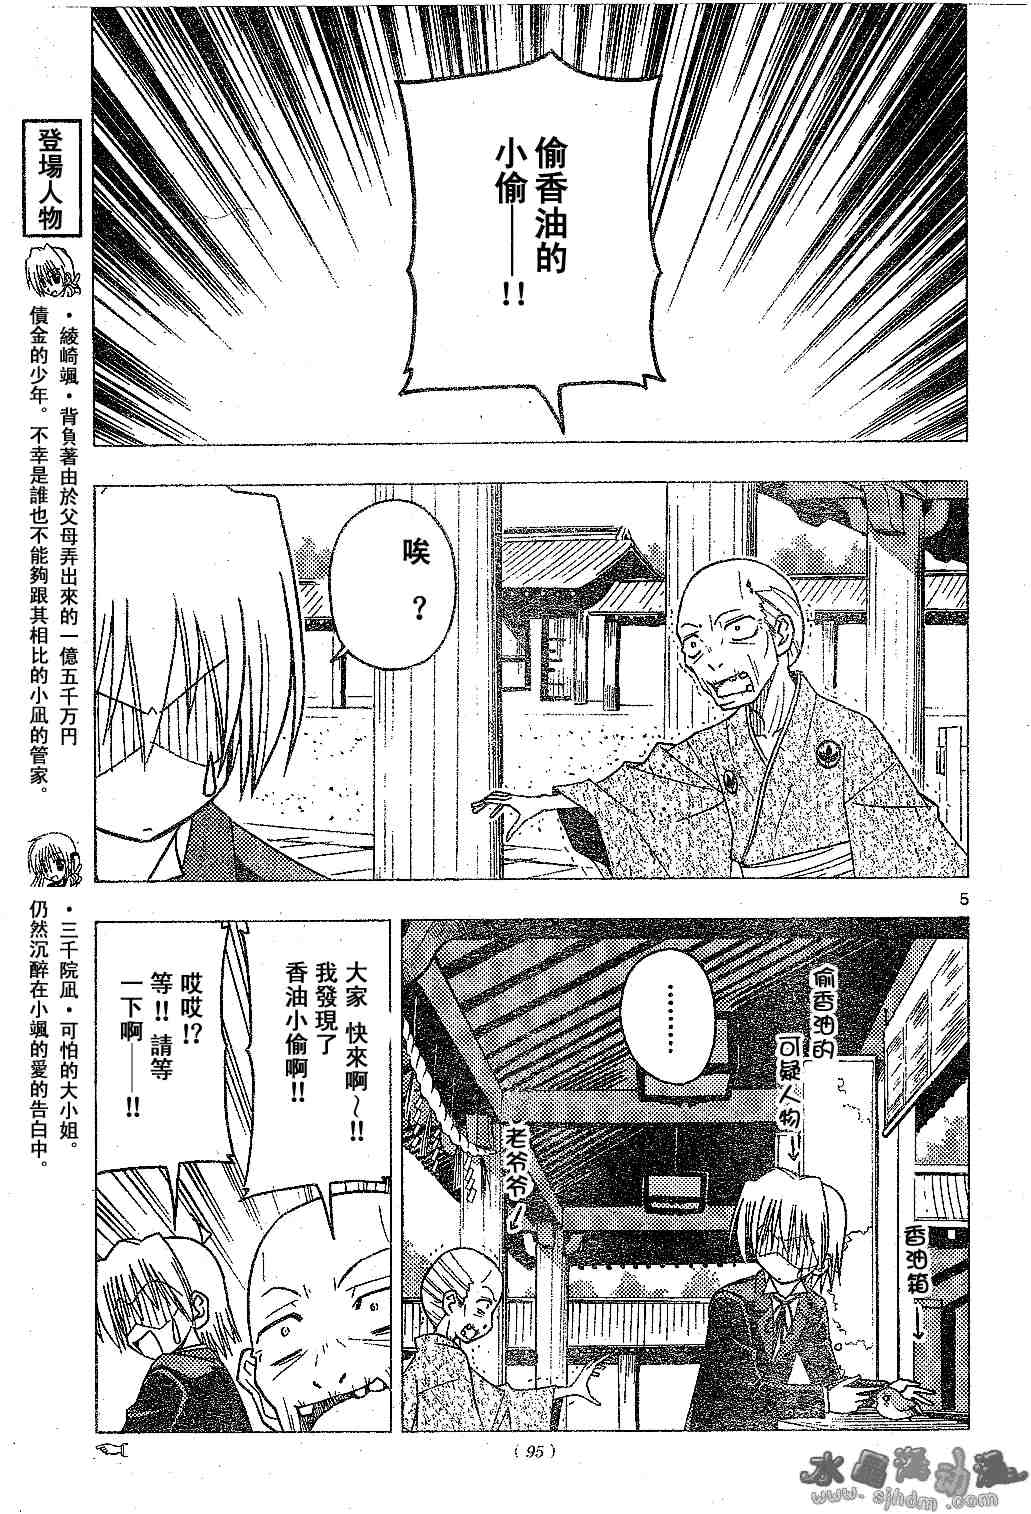 偷香油的
小偷——!!
唉？
5
………
偷香油的
可疑人物→
老爷爷
香油箱→
大家 快來啊～!!
我發現了
香油小偷啊!!
哎哎!?
等!! 請等
一下啊——!!
登場人物
・綾崎颯・背負著由於父母弄出來的一億五千万円
債金的少年。不幸是誰也不能夠跟其相比的小凪的管家。
・三千院凪・可怕的大小姐。
仍然沉醉在小颯的愛的告白中。
（95）
水晶流动漫
www.sjhdm.com